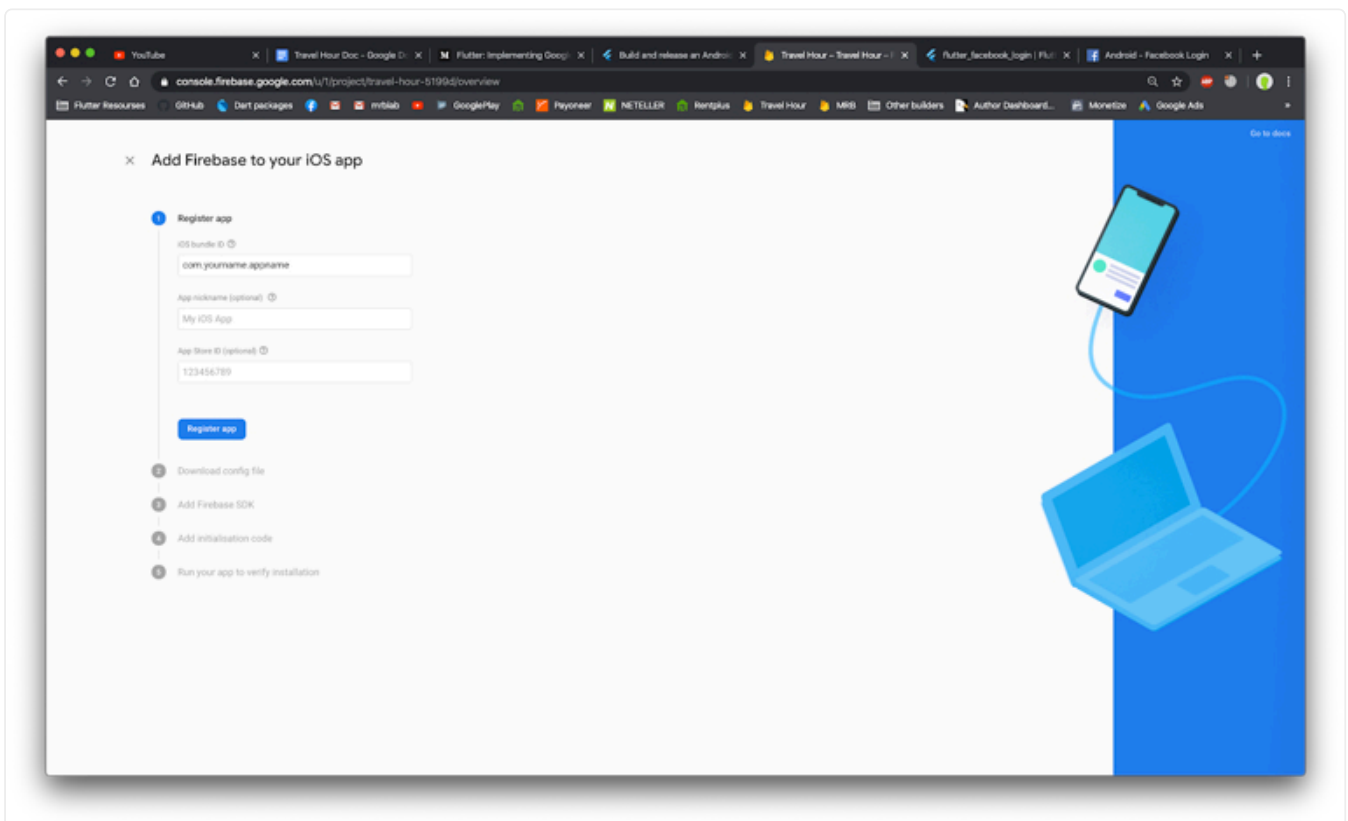 YouTube
Travel Hour Doc - Google Do
Flutter: Implementing Googl
Build and release an Android
Travel Hour – Travel Hour – F
flutter_facebook_login | Flutt
Android - Facebook Login
console.firebase.google.com/u/1/project/travel-hour-5199d/overview
Flutter Resourses
GitHub
Dart packages
mrblab
GooglePlay
Payoneer
NETELLER
Rentplus
Travel Hour
MRB
Other builders
Author Dashboard...
Monetize
Google Ads
Go to docs
Add Firebase to your iOS app
1 Register app
iOS bundle ID
com.yourname.appname
App nickname (optional)
My iOS App
App Store ID (optional)
123456789
Register app
2 Download config file
3 Add Firebase SDK
4 Add initialisation code
5 Run your app to verify installation